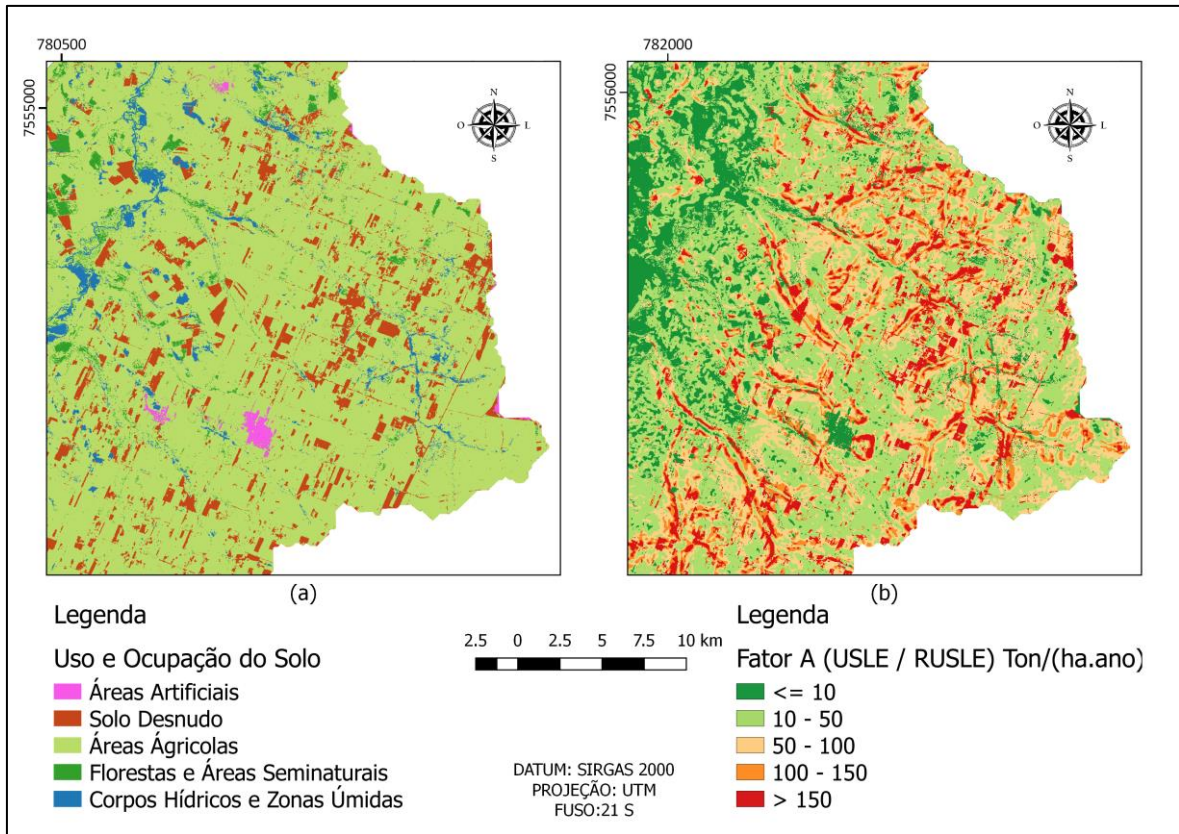 780500
7555000
N
O
L
S
(a)
782000
7556000
N
O
L
S
(b)
Legenda
Uso e Ocupação do Solo
Áreas Artificiais
Solo Desnudo
Áreas Ágricolas
Florestas e Áreas Seminaturais
Corpos Hídricos e Zonas Úmidas
2.5 0 2.5 5 7.5 10 km
DATUM: SIRGAS 2000
PROJEÇÃO: UTM
FUSO:21 S
Legenda
Fator A (USLE / RUSLE) Ton/(ha.ano)
<= 10
10 - 50
50 - 100
100 - 150
> 150